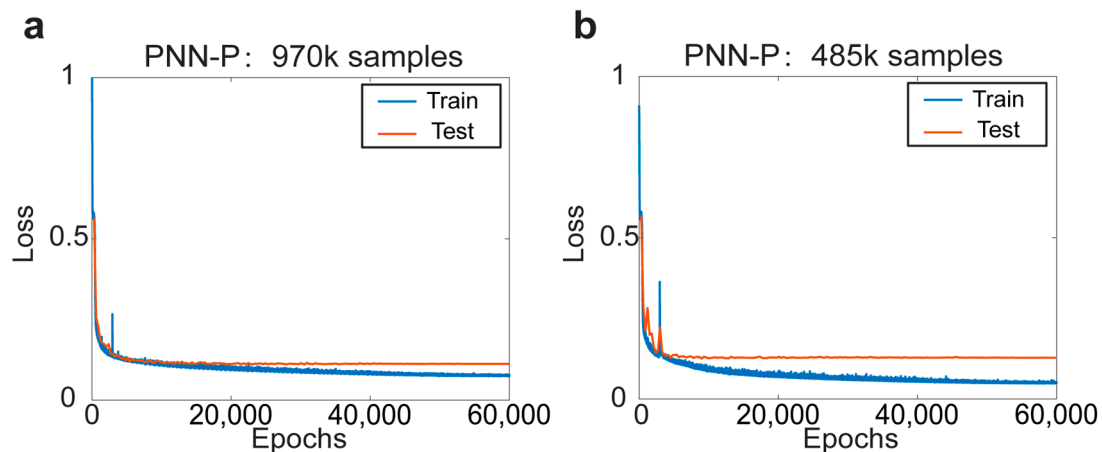 a
PNN-P: 970k samples
1
0.5
0
Loss
Train
Test
0
20,000
40,000
60,000
Epochs
b
PNN-P: 485k samples
1
0.5
0
Loss
Train
Test
0
20,000
40,000
60,000
Epochs